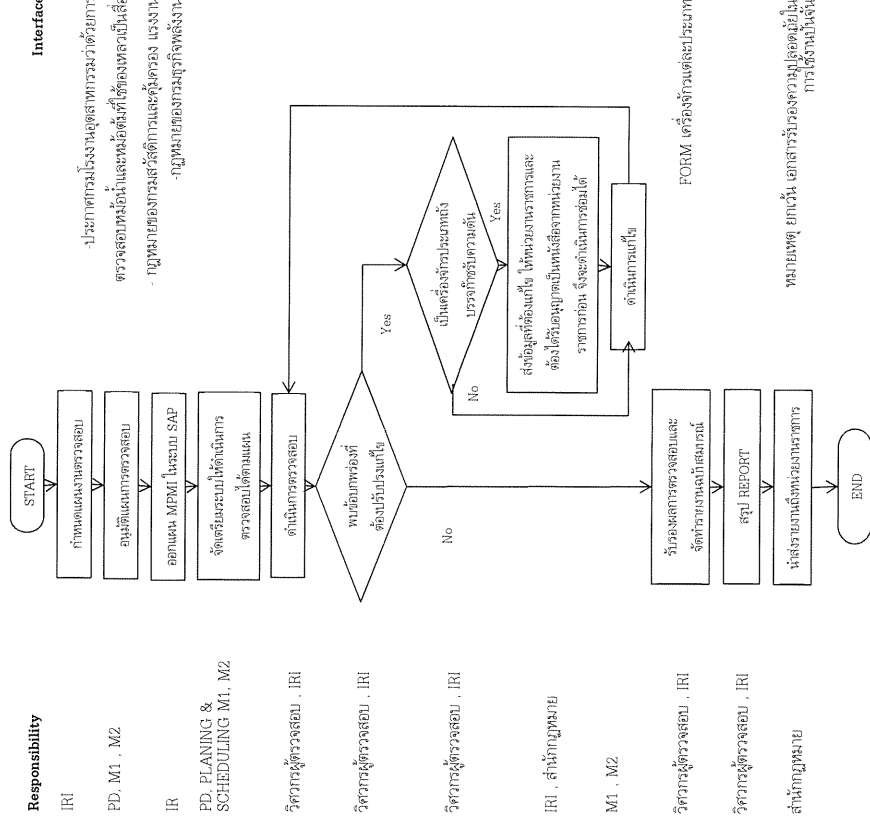 Responsibility
Interface
START
IRI
กำหนดแผนงานตรวจสอบ
-ประกาศกรมโรงงานอุตสาหกรรมว่าด้วยการ
ตรวจสอบหม้อน้ำและหม้อต้มที่ใช้ของเหลวเป็นสื่อ
- กฎหมายของกรมสวัสดิการและคุ้มครอง แรงงาน
-กฎหมายของกรมธุรกิจพลังงาน
PD, M1 , M2
อนุมัติแผนการตรวจสอบ
IR
ออกแผน MPMI ในระบบ SAP
PD, PLANING &
SCHEDULING M1, M2
จัดเตรียมระบบให้ดำเนินการ
ตรวจสอบได้ตามแผน
วิศวกรผู้ตรวจสอบ , IRI
ดำเนินการตรวจสอบ
วิศวกรผู้ตรวจสอบ , IRI
พบข้อบกพร่องที่
ต้องปรับปรุงแก้ไข
Yes
No
วิศวกรผู้ตรวจสอบ , IRI
เป็นเครื่องจักรประเภทถัง
บรรจุก๊าซรับความดัน
Yes
No
IRI , สำนักกฎหมาย
ส่งข้อมูลที่ต้องแก้ไข ให้หน่วยงานราชการและ
ต้องได้รับอนุญาตเป็นหนังสือจากหน่วยงาน
ราชการก่อน จึงจะดำเนินการซ่อมได้
M1 , M2
ดำเนินการแก้ไข
วิศวกรผู้ตรวจสอบ , IRI
รับรองผลการตรวจสอบและ
จัดทำรายงานฉบับสมบูรณ์
FORM เครื่องจักรแต่ละประเภท
วิศวกรผู้ตรวจสอบ , IRI
สรุป REPORT
สำนักกฎหมาย
นำส่งรายงานถึงหน่วยงานราชการ
หมายเหตุ ยกเว้น เอกสารรับรองความปลอดภัยใน
การใช้งานปั้นจั่น
END